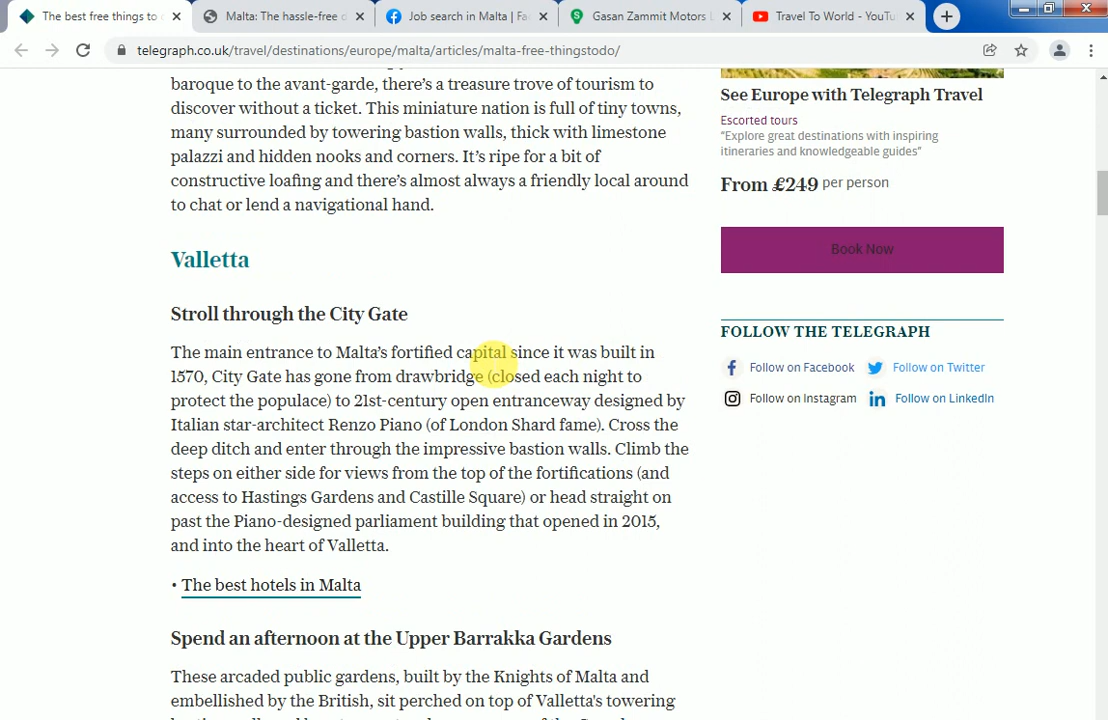 The best free things to
Malta: The hassle-free
Job search in Malta | Fa
Gasan Zammit Motors
Travel To World - YouTu
telegraph.co.uk/travel/destinations/europe/malta/articles/malta-free-thingstodo/
baroque to the avant-garde, there's a treasure trove of tourism to
discover without a ticket. This miniature nation is full of tiny towns,
many surrounded by towering bastion walls, thick with limestone
palazzi and hidden nooks and corners. It's ripe for a bit of
constructive loafing and there's almost always a friendly local around
to chat or lend a navigational hand.
Valletta
Stroll through the City Gate
The main entrance to Malta's fortified capital since it was built in
1570, City Gate has gone from drawbridge (closed each night to
protect the populace) to 21st-century open entranceway designed by
Italian star-architect Renzo Piano (of London Shard fame). Cross the
deep ditch and enter through the impressive bastion walls. Climb the
steps on either side for views from the top of the fortifications (and
access to Hastings Gardens and Castille Square) or head straight on
past the Piano-designed parliament building that opened in 2015,
and into the heart of Valletta.
• The best hotels in Malta
Spend an afternoon at the Upper Barrakka Gardens
These arcaded public gardens, built by the Knights of Malta and
embellished by the British, sit perched on top of Valletta's towering
See Europe with Telegraph Travel
Escorted tours
"Explore great destinations with inspiring
itineraries and knowledgeable guides"
From £249 per person
Book Now
FOLLOW THE TELEGRAPH
Follow on Facebook
Follow on Twitter
Follow on Instagram
Follow on LinkedIn